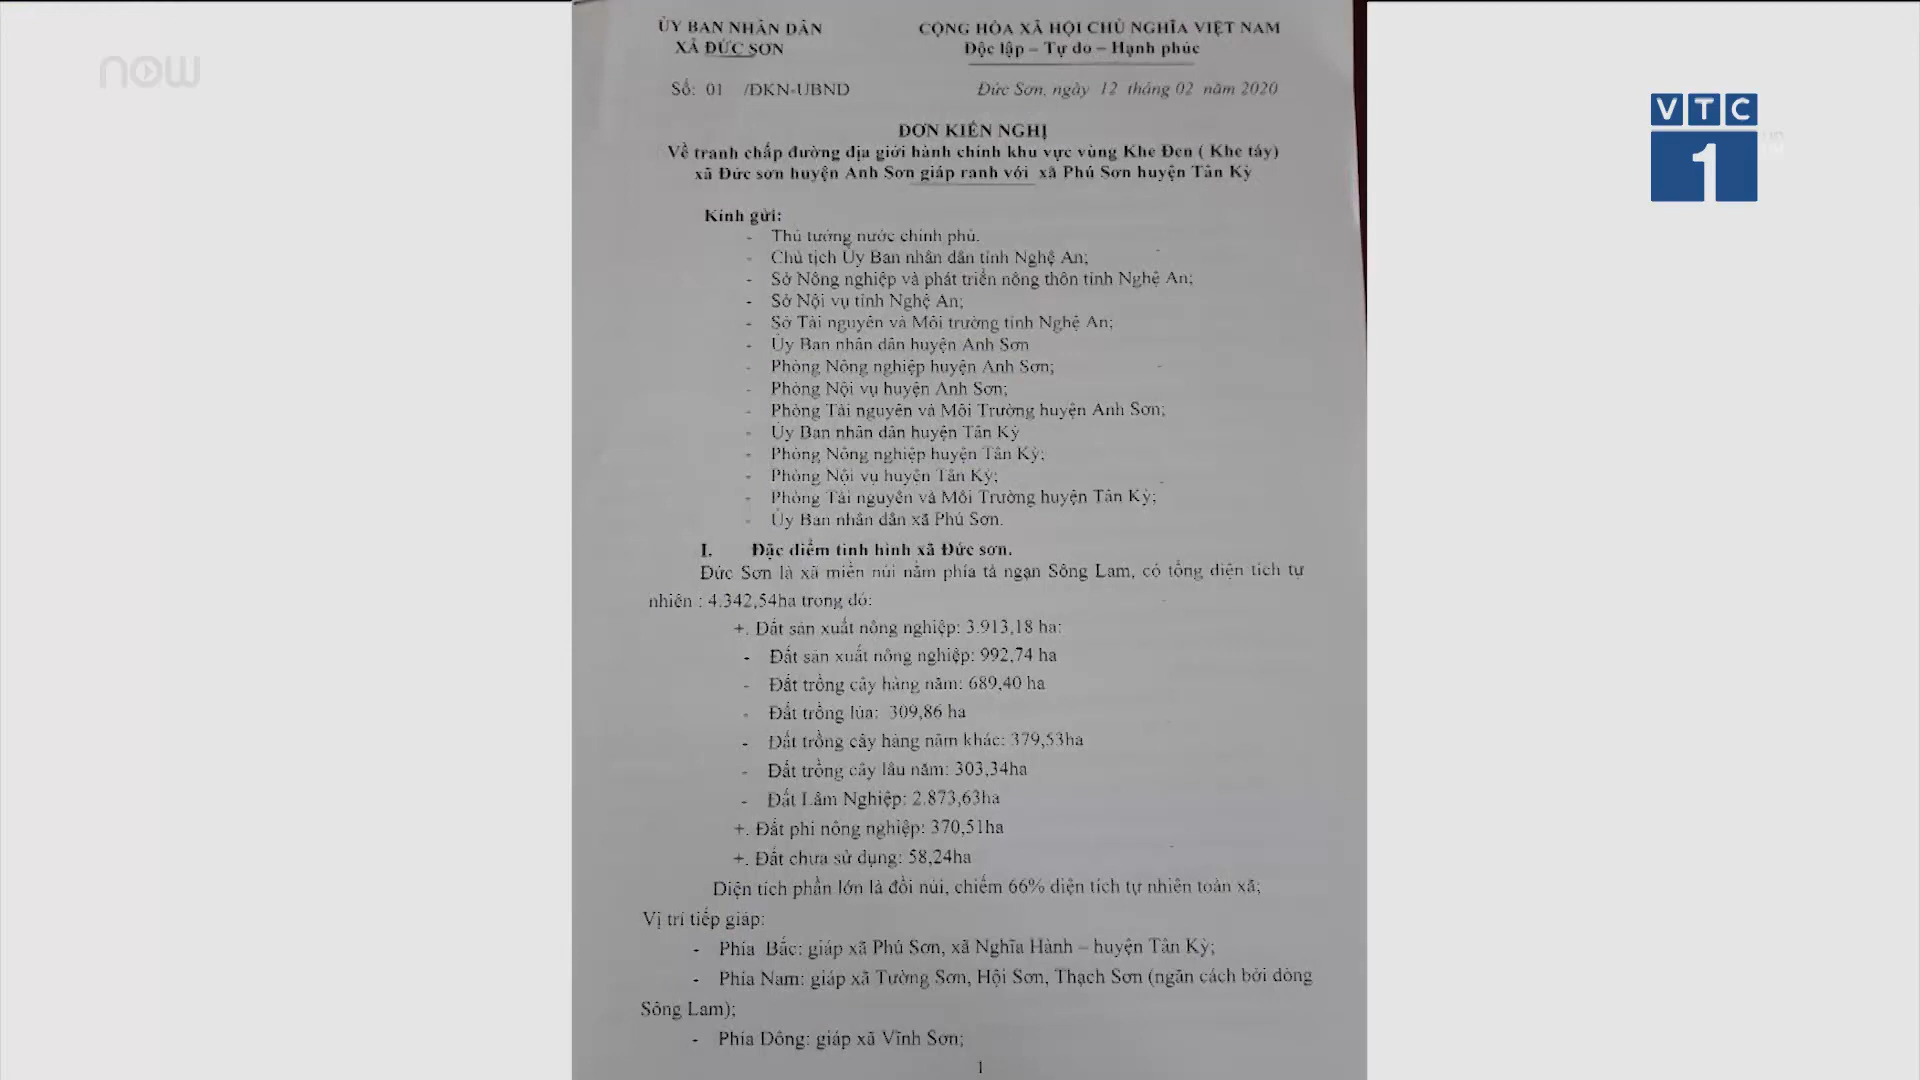 now
VTC
1
ỦY BAN NHÂN DÂN
XÃ ĐỨC SƠN
CỘNG HÒA XÃ HỘI CHỦ NGHĨA VIỆT NAM
Độc lập – Tự do – Hạnh phúc
Số: 01 /ĐKN-UBND
Đức Sơn, ngày 12 tháng 02 năm 2020
ĐƠN KIẾN NGHỊ
Về tranh chấp đường địa giới hành chính khu vực vùng Khe Đen ( Khe táy)
xã Đức sơn huyện Anh Sơn giáp ranh với xã Phú Sơn huyện Tân Kỳ
Kính gửi:
- Thủ tướng nước chính phủ.
- Chủ tịch Ủy Ban nhân dân tỉnh Nghệ An;
- Sở Nông nghiệp và phát triển nông thôn tỉnh Nghệ An;
- Sở Nội vụ tỉnh Nghệ An;
- Sở Tài nguyên và Môi trường tỉnh Nghệ An;
- Ủy Ban nhân dân huyện Anh Sơn
- Phòng Nông nghiệp huyện Anh Sơn;
- Phòng Nội vụ huyện Anh Sơn;
- Phòng Tài nguyên và Môi Trường huyện Anh Sơn;
- Ủy Ban nhân dân huyện Tân Kỳ
- Phòng Nông nghiệp huyện Tân Kỳ;
- Phòng Nội vụ huyện Tân Kỳ;
- Phòng Tài nguyên và Môi Trường huyện Tân Kỳ;
- Ủy Ban nhân dân xã Phú Sơn.
I. Đặc điểm tình hình xã Đức sơn.
Đức Sơn là xã miền núi nằm phía tả ngạn Sông Lam, có tổng diện tích tự
nhiên : 4.342,54ha trong đó:
+. Đất sản xuất nông nghiệp: 3.913,18 ha:
- Đất sản xuất nông nghiệp: 992,74 ha
- Đất trồng cây hàng năm: 689,40 ha
- Đất trồng lúa: 309,86 ha
- Đất trồng cây hàng năm khác: 379,53ha
- Đất trồng cây lâu năm: 303,34ha
- Đất Lâm Nghiệp: 2.873,63ha
+. Đất phi nông nghiệp: 370,51ha
+. Đất chưa sử dụng: 58,24ha
Diện tích phần lớn là đồi núi, chiếm 66% diện tích tự nhiên toàn xã;
Vị trí tiếp giáp:
- Phía Bắc: giáp xã Phú Sơn, xã Nghĩa Hành – huyện Tân Kỳ;
- Phía Nam: giáp xã Tường Sơn, Hội Sơn, Thạch Sơn (ngăn cách bởi dòng
Sông Lam);
- Phía Đông: giáp xã Vĩnh Sơn;
1